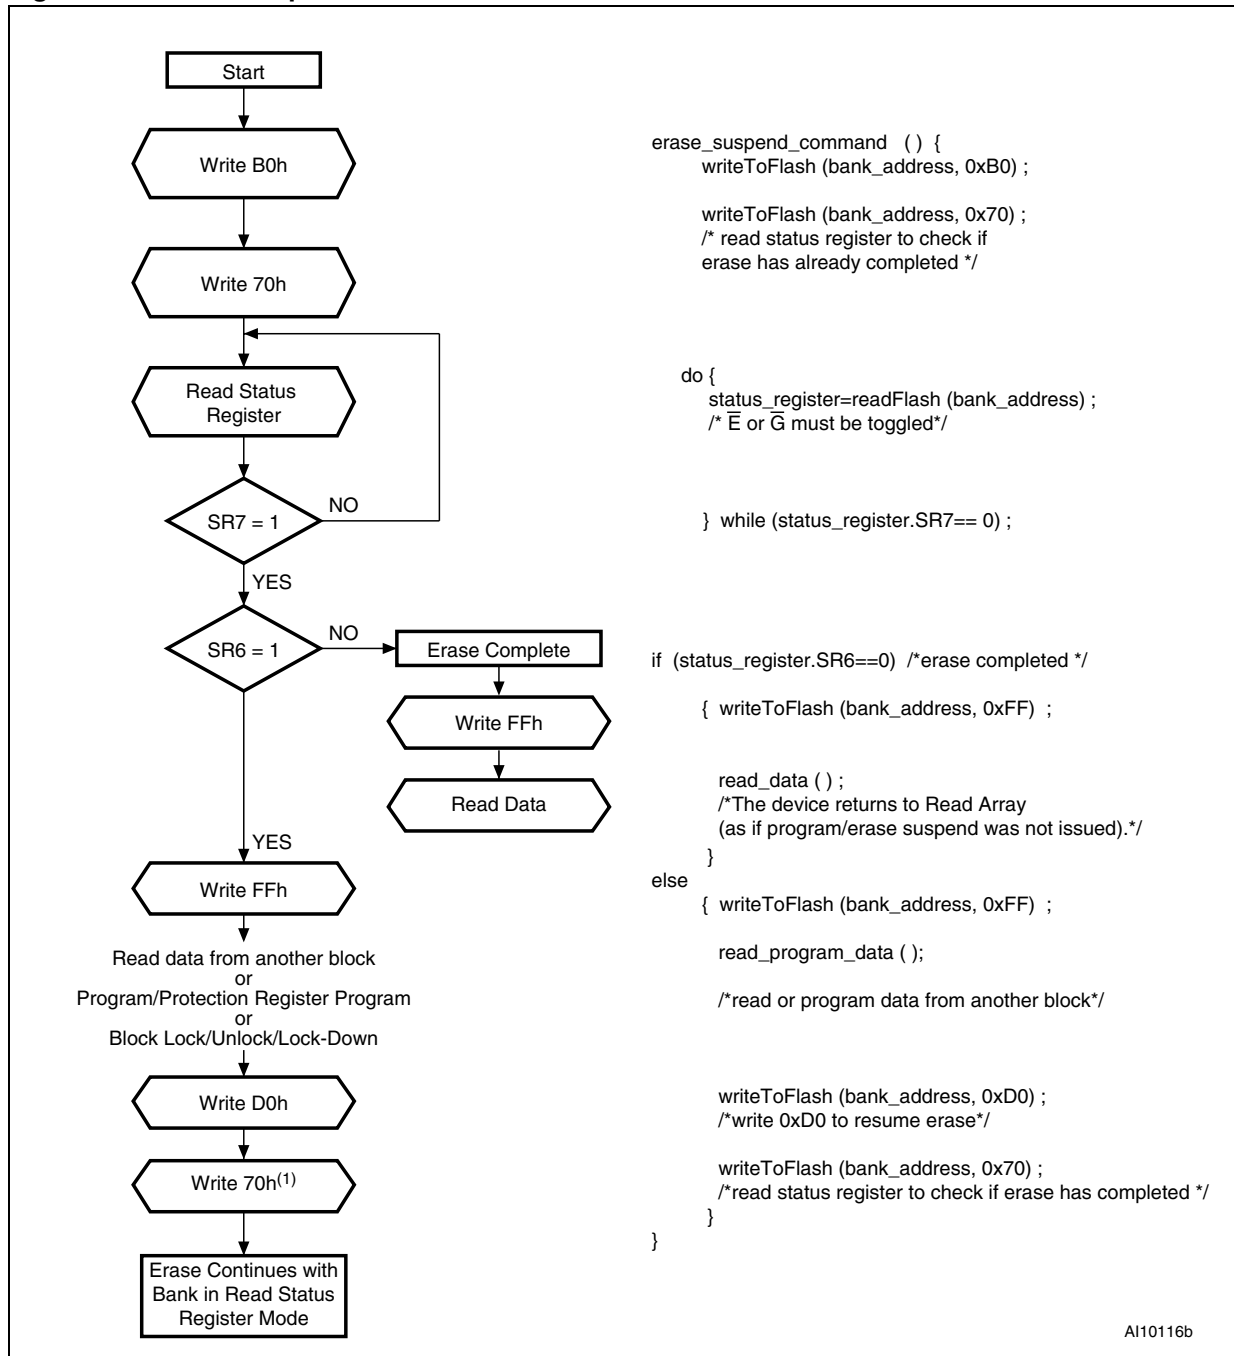 Start
Write B0h
Write 70h
Read Status
Register
SR7 = 1
NO
YES
SR6 = 1
NO
Erase Complete
Write FFh
Read Data
YES
Write FFh
Read data from another block
or
Program/Protection Register Program
or
Block Lock/Unlock/Lock-Down
Write D0h
Write 70h(1)
Erase Continues with
Bank in Read Status
Register Mode
erase_suspend_command ( ) {
writeToFlash (bank_address, 0xB0) ;
writeToFlash (bank_address, 0x70) ;
/* read status register to check if
erase has already completed */
do {
status_register=readFlash (bank_address) ;
/* E̅ or G̅ must be toggled*/
} while (status_register.SR7== 0) ;
if (status_register.SR6==0) /*erase completed */
{ writeToFlash (bank_address, 0xFF) ;
read_data ( ) ;
/*The device returns to Read Array
(as if program/erase suspend was not issued).*/
}
else
{ writeToFlash (bank_address, 0xFF) ;
read_program_data ( );
/*read or program data from another block*/
writeToFlash (bank_address, 0xD0) ;
/*write 0xD0 to resume erase*/
writeToFlash (bank_address, 0x70) ;
/*read status register to check if erase has completed */
}
}
AI10116b